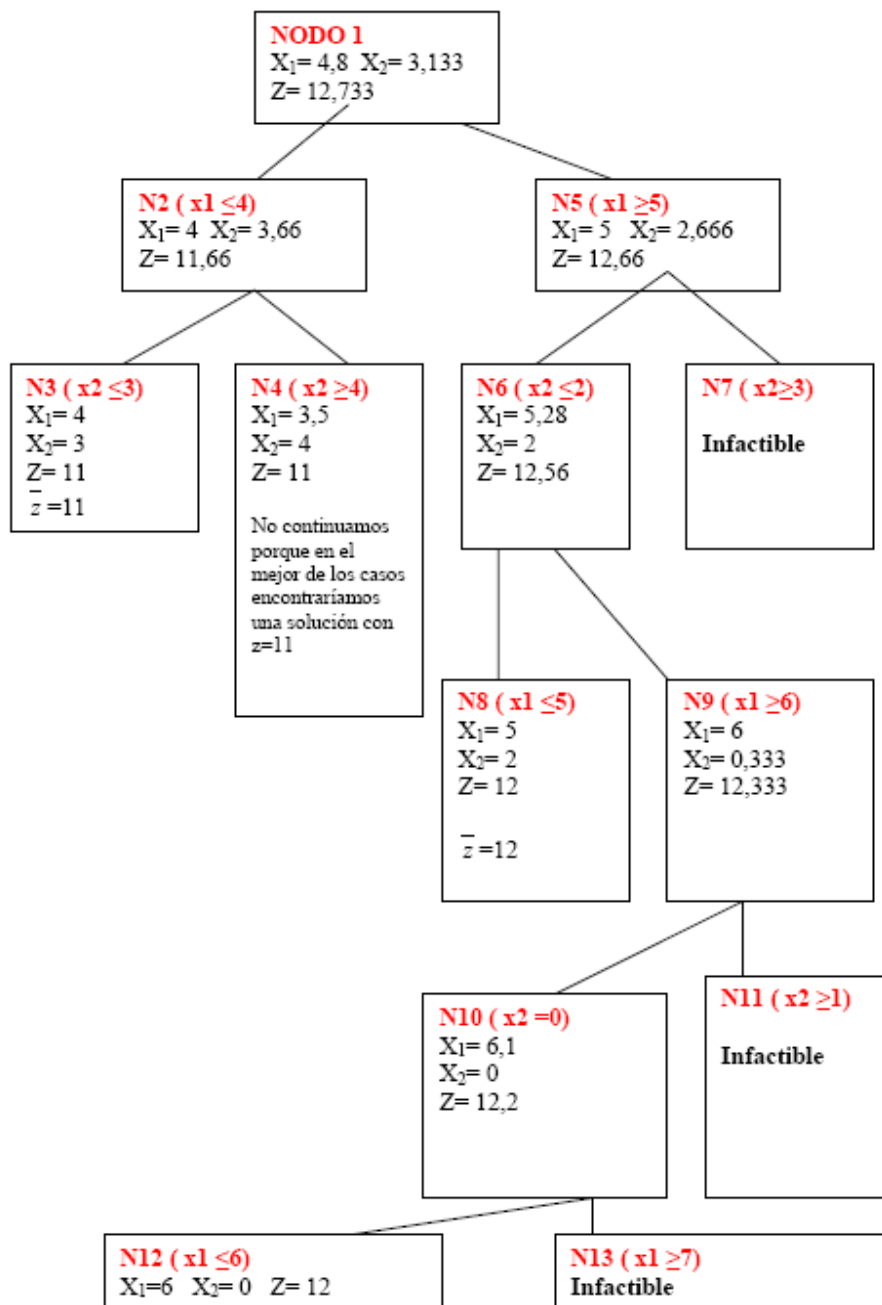 NODO 1
X₁= 4,8 X₂= 3,133
Z= 12,733
N2 ( x1 ≤4)
X₁= 4 X₂= 3,66
Z= 11,66
N5 ( x1 ≥5)
X₁= 5 X₂= 2,666
Z= 12,66
N3 ( x2 ≤3)
X₁= 4
X₂= 3
Z= 11
z̅ =11
N4 ( x2 ≥4)
X₁= 3,5
X₂= 4
Z= 11
No continuamos
porque en el
mejor de los casos
encontraríamos
una solución con
z=11
N6 ( x2 ≤2)
X₁= 5,28
X₂= 2
Z= 12,56
N7 ( x2≥3)
Infactible
N8 ( x1 ≤5)
X₁= 5
X₂= 2
Z= 12
z̅ =12
N9 ( x1 ≥6)
X₁= 6
X₂= 0,333
Z= 12,333
N10 ( x2 =0)
X₁= 6,1
X₂= 0
Z= 12,2
N11 ( x2 ≥1)
Infactible
N12 ( x1 ≤6)
X₁=6 X₂= 0 Z= 12
N13 ( x1 ≥7)
Infactible